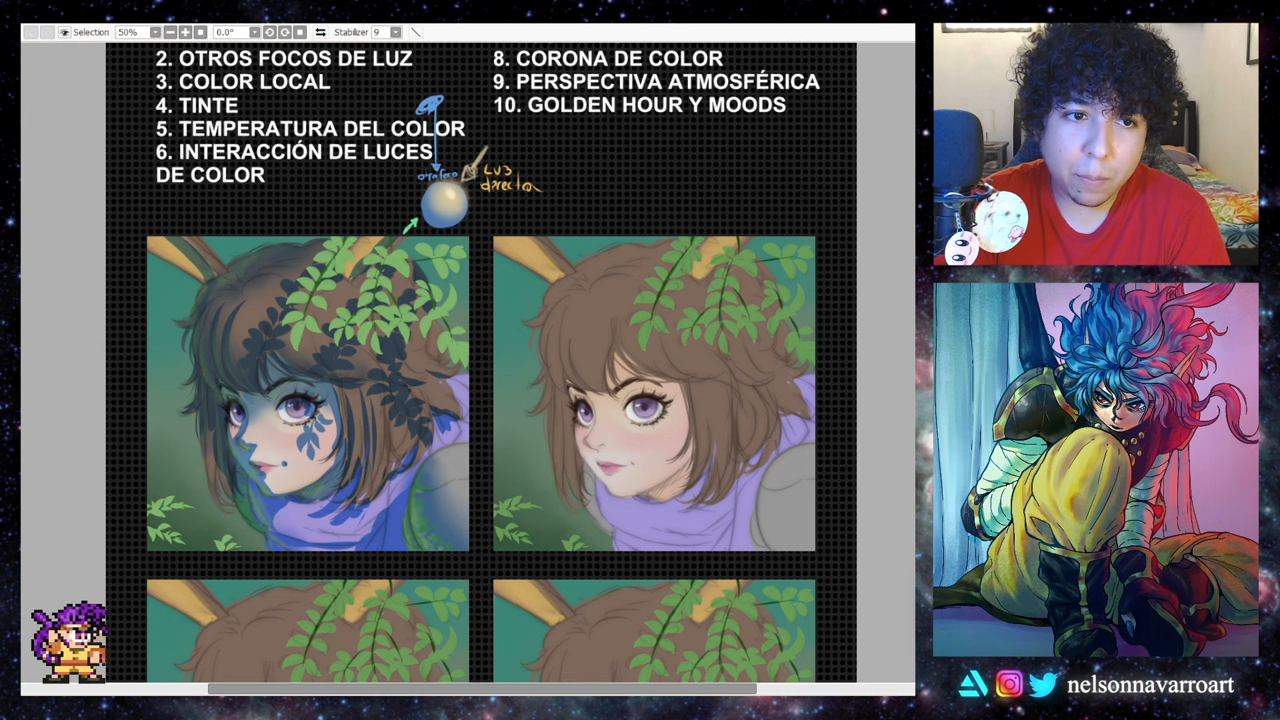 Selection 50% 0.0° Stabilizer 9
2. OTROS FOCOS DE LUZ
3. COLOR LOCAL
4. TINTE
5. TEMPERATURA DEL COLOR
6. INTERACCIÓN DE LUCES
DE COLOR
8. CORONA DE COLOR
9. PERSPECTIVA ATMOSFÉRICA
10. GOLDEN HOUR Y MOODS
otro foco
LUZ
directa
nelsonnavarroart